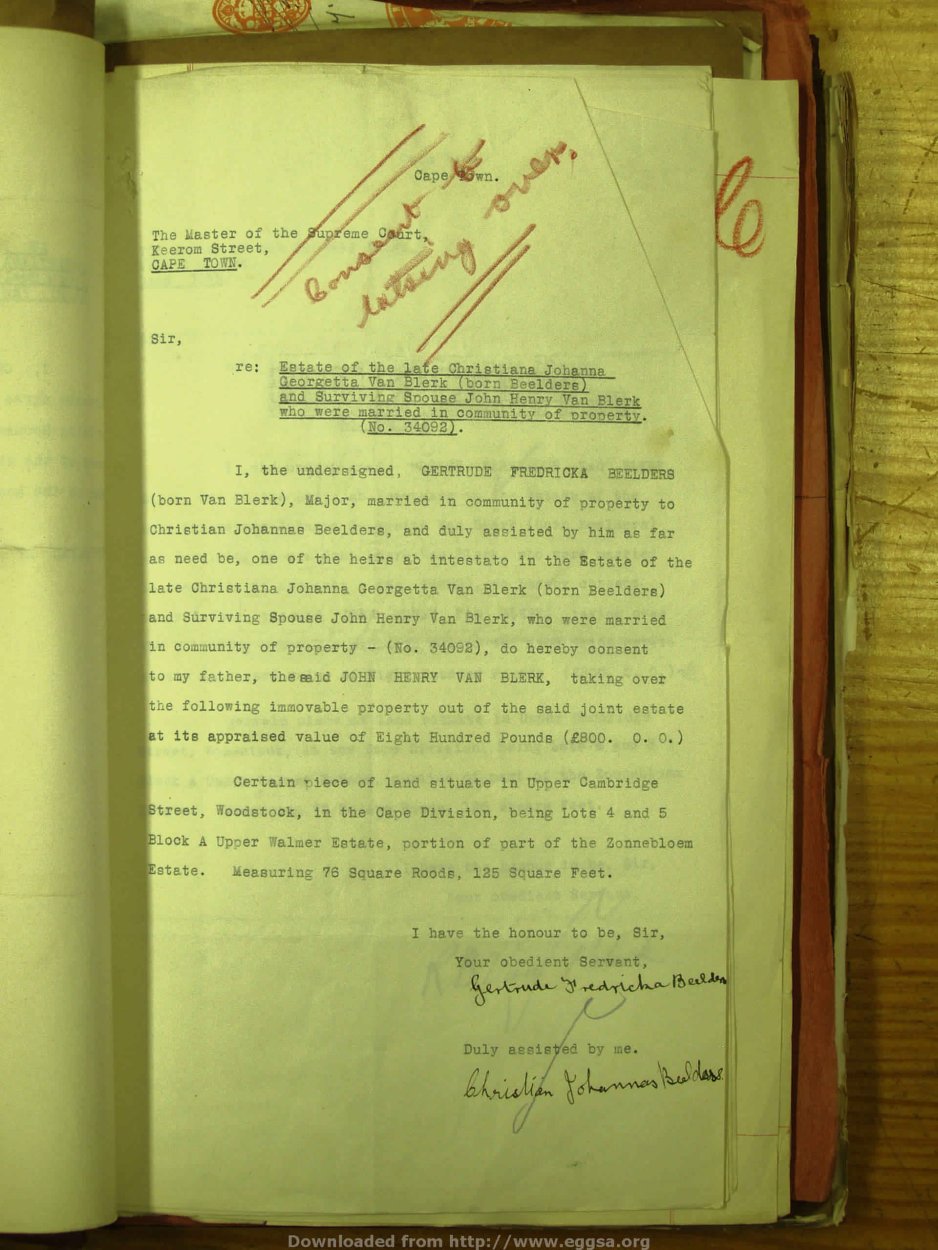 Cape Town.
Consent to
taking over.
C
The Master of the Supreme Court,
Keerom Street,
CAPE TOWN.
Sir,
re: Estate of the late Christiana Johanna
Georgetta Van Blerk (born Beelders)
and Surviving Spouse John Henry Van Blerk
who were married in community of property.
(No. 34092).
I, the undersigned, GERTRUDE FREDRICKA BEELDERS
(born Van Blerk), Major, married in community of property to
Christian Johannas Beelders, and duly assisted by him as far
as need be, one of the heirs ab intestato in the Estate of the
late Christiana Johanna Georgetta Van Blerk (born Beelders)
and Surviving Spouse John Henry Van Blerk, who were married
in community of property - (No. 34092), do hereby consent
to my father, the said JOHN HENRY VAN BLERK, taking over
the following immovable property out of the said joint estate
at its appraised value of Eight Hundred Pounds (£800. 0. 0.)
Certain piece of land situate in Upper Cambridge
Street, Woodstock, in the Cape Division, being Lots 4 and 5
Block A Upper Walmer Estate, portion of part of the Zonnebloem
Estate. Measuring 76 Square Roods, 125 Square Feet.
I have the honour to be, Sir,
Your obedient Servant,
Gertrude Fredricka Beelders
Duly assisted by me.
Christian Johannas Beelders.
Downloaded from http://www.eggsa.org